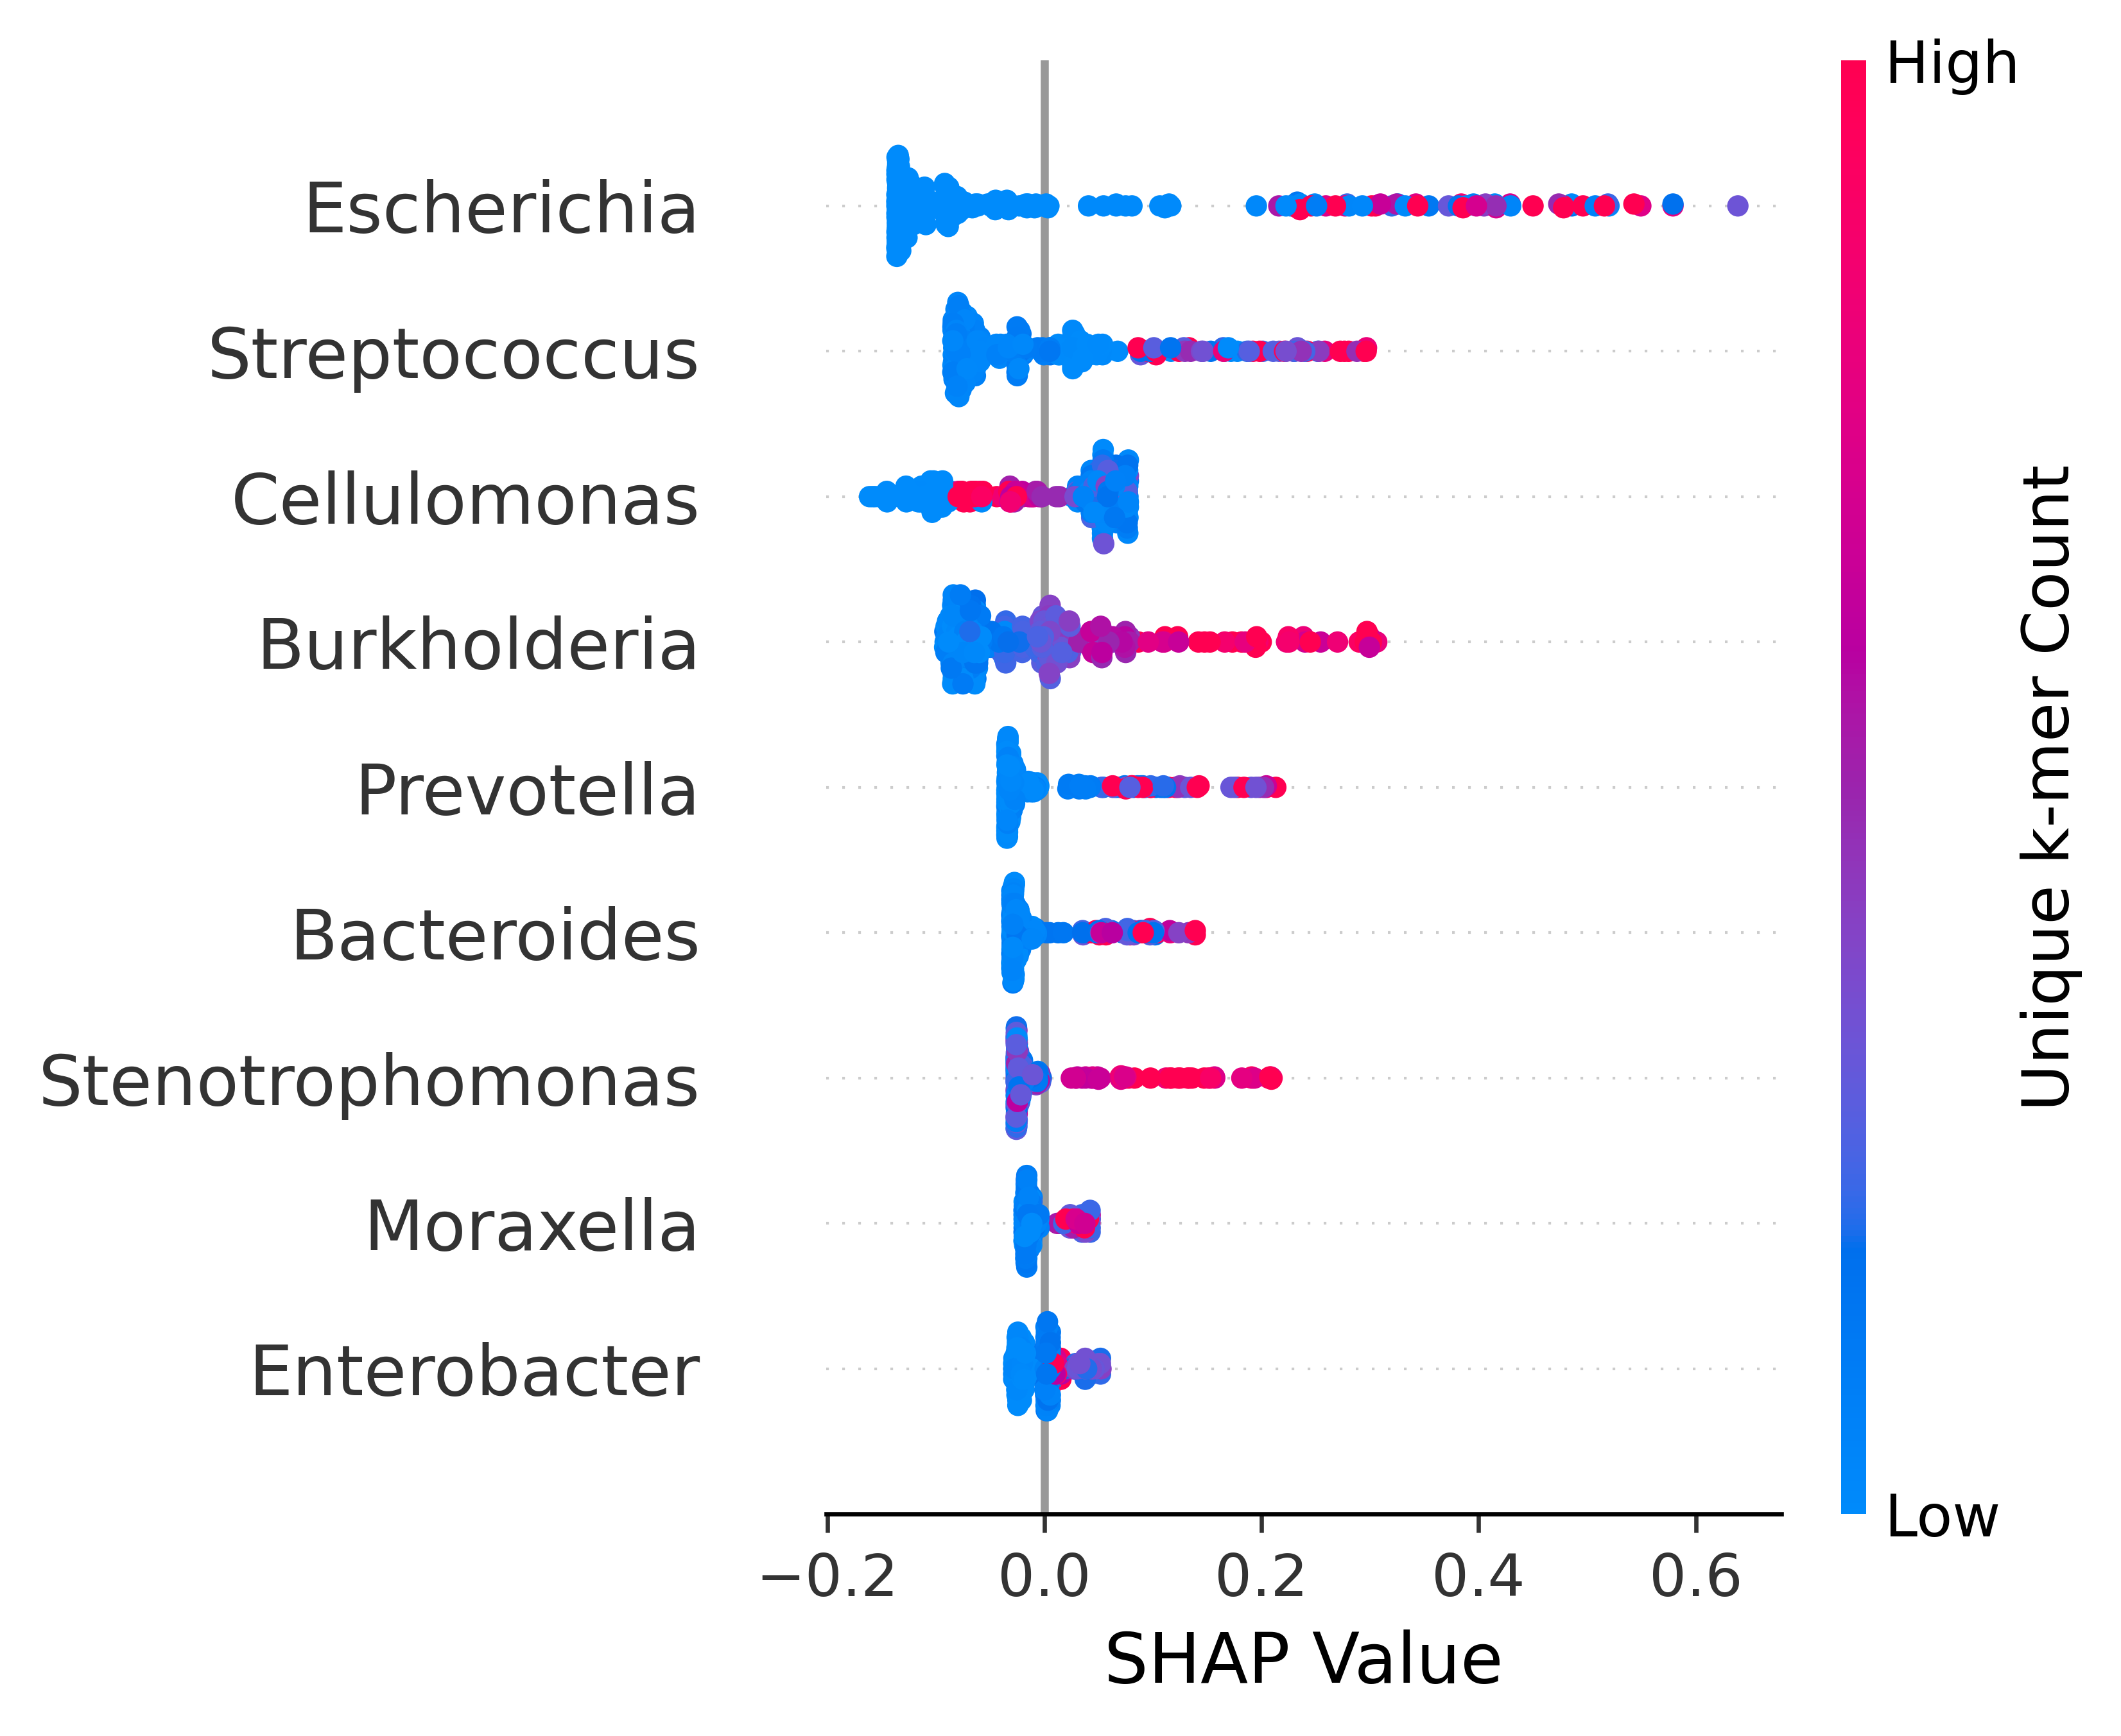 High
Escherichia
Streptococcus
Cellulomonas
Burkholderia
Prevotella
Bacteroides
Stenotrophomonas
Moraxella
Enterobacter
Unique k-mer Count
Low
−0.2 0.0 0.2 0.4 0.6
SHAP Value